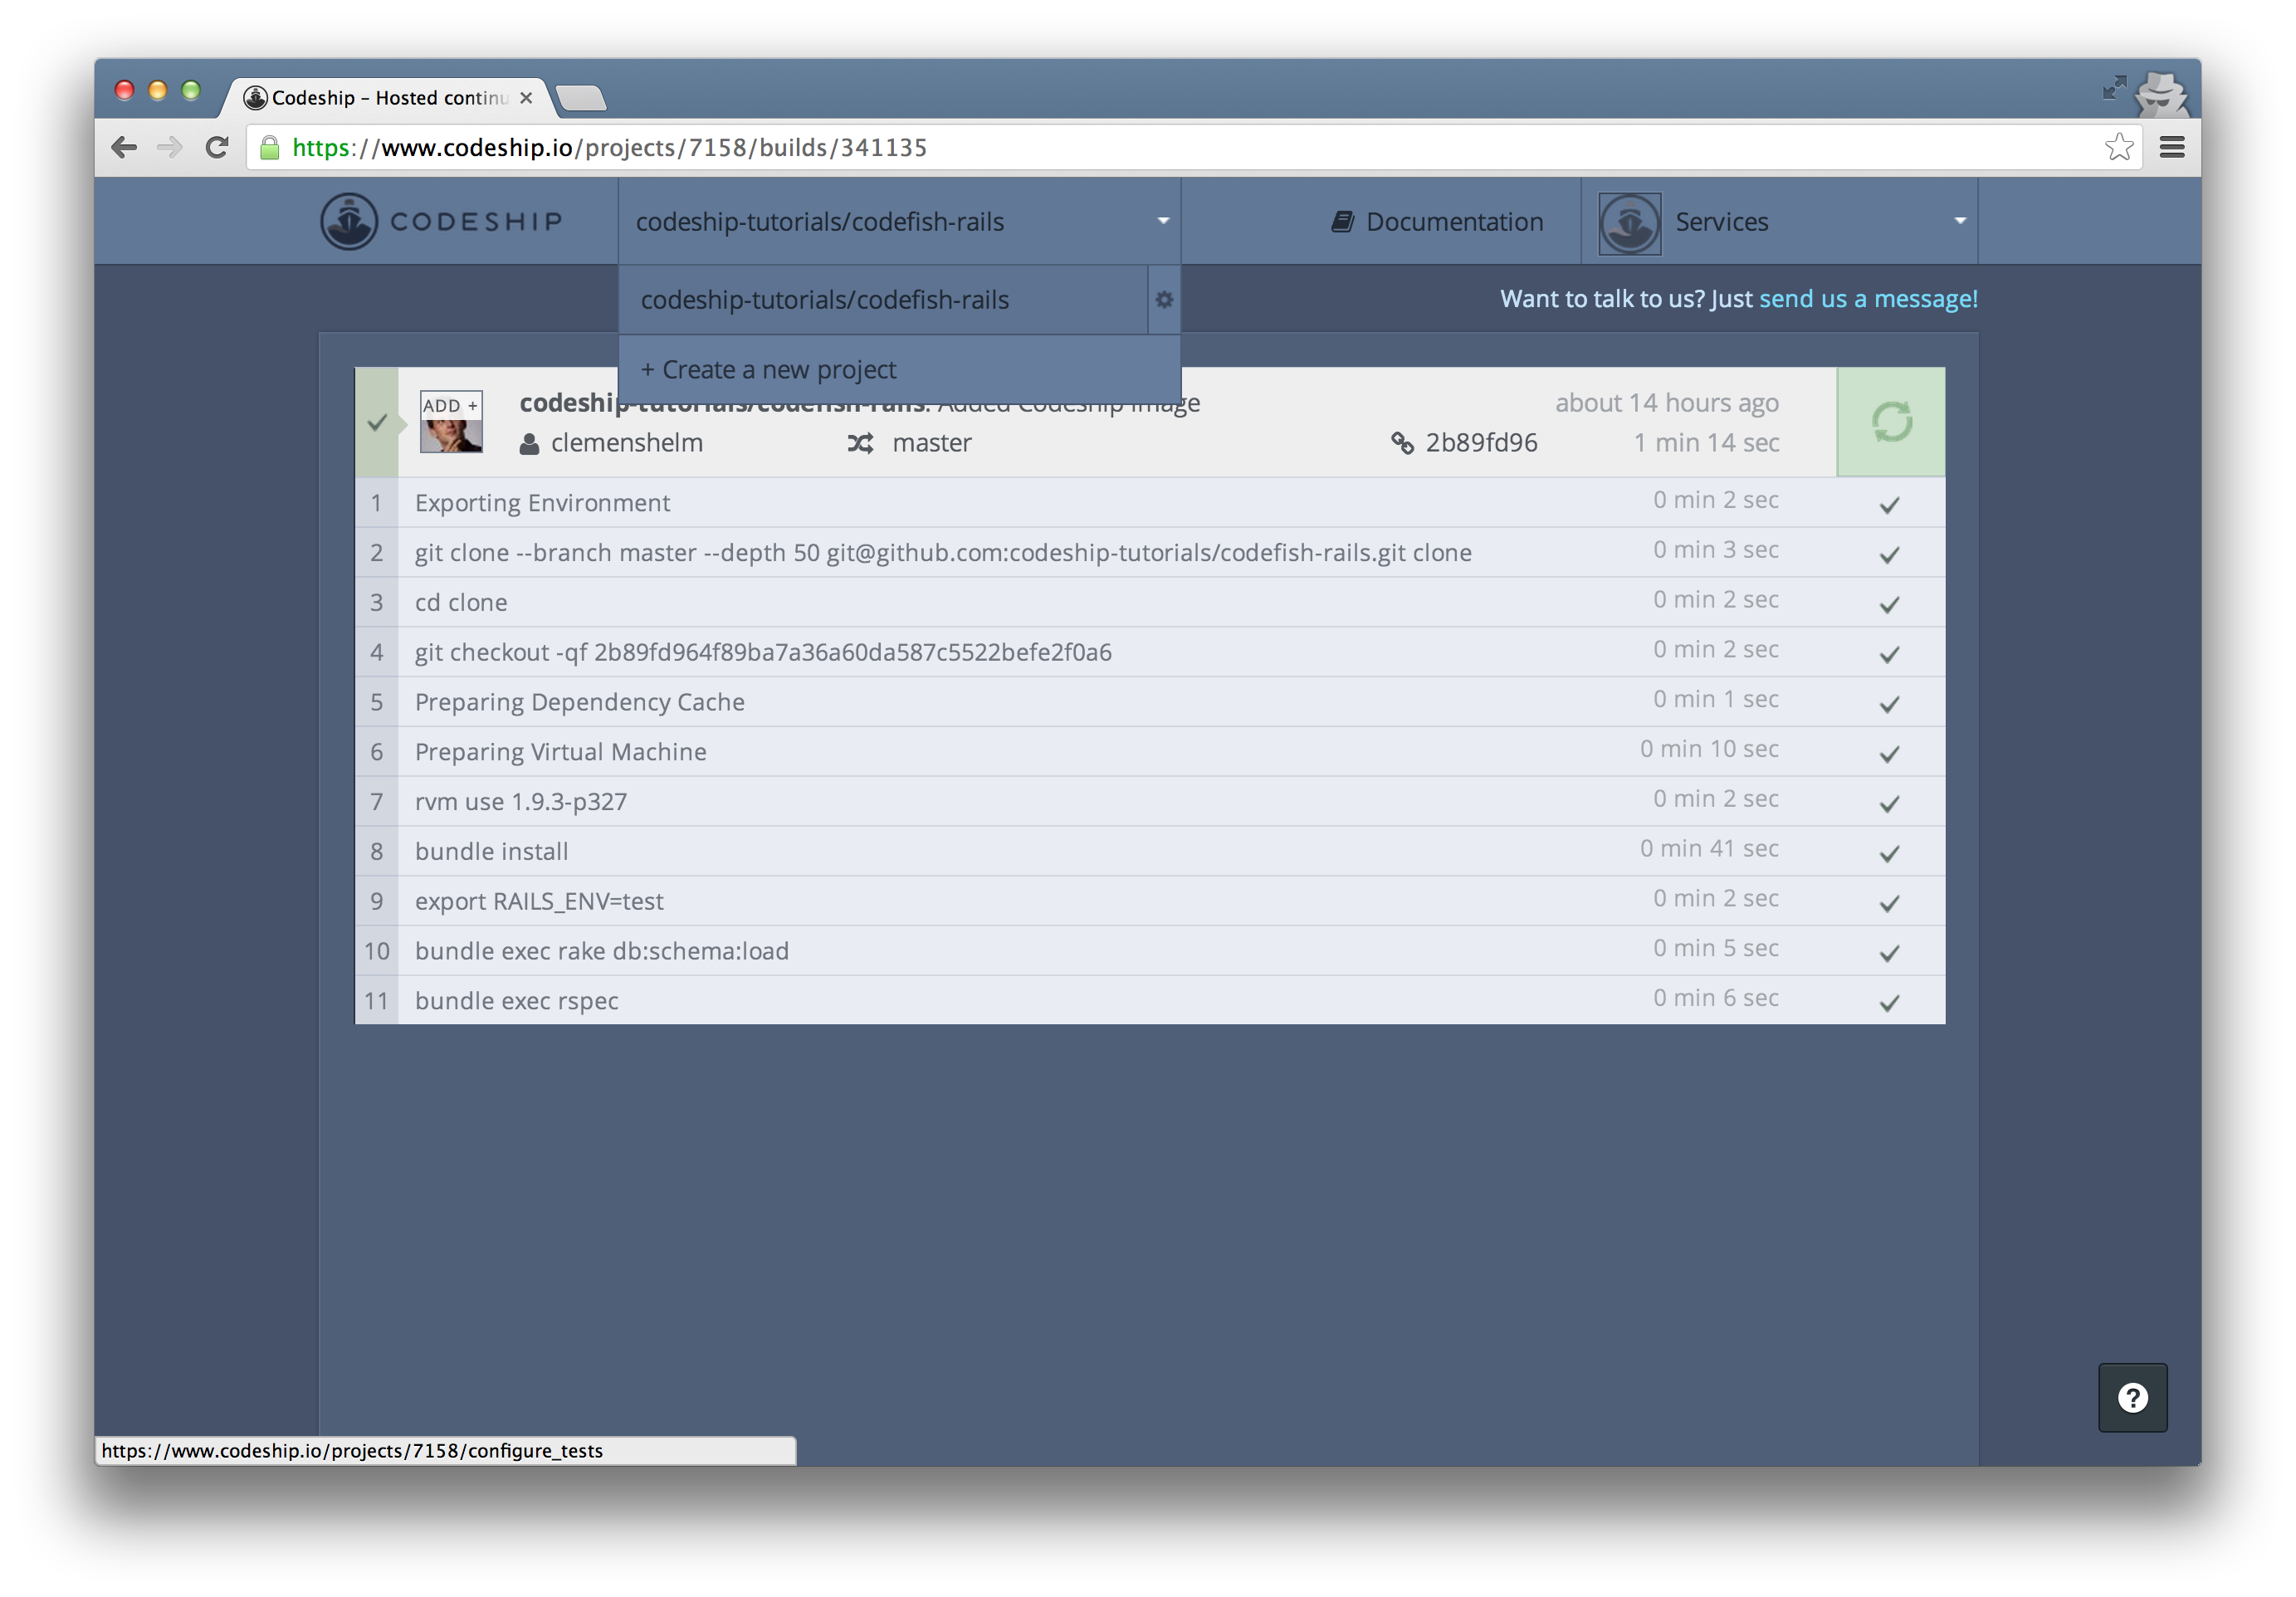 Codeship – Hosted continu
https://www.codeship.io/projects/7158/builds/341135
CODESHIP
codeship-tutorials/codefish-rails
Documentation
Services
codeship-tutorials/codefish-rails
Want to talk to us? Just send us a message!
+ Create a new project
ADD +
codeship-tutorials/codefish-rails: Added Codeship Image
about 14 hours ago
clemenshelm
master
2b89fd96
1 min 14 sec
1 Exporting Environment 0 min 2 sec
2 git clone --branch master --depth 50 git@github.com:codeship-tutorials/codefish-rails.git clone 0 min 3 sec
3 cd clone 0 min 2 sec
4 git checkout -qf 2b89fd964f89ba7a36a60da587c5522befe2f0a6 0 min 2 sec
5 Preparing Dependency Cache 0 min 1 sec
6 Preparing Virtual Machine 0 min 10 sec
7 rvm use 1.9.3-p327 0 min 2 sec
8 bundle install 0 min 41 sec
9 export RAILS_ENV=test 0 min 2 sec
10 bundle exec rake db:schema:load 0 min 5 sec
11 bundle exec rspec 0 min 6 sec
?
https://www.codeship.io/projects/7158/configure_tests